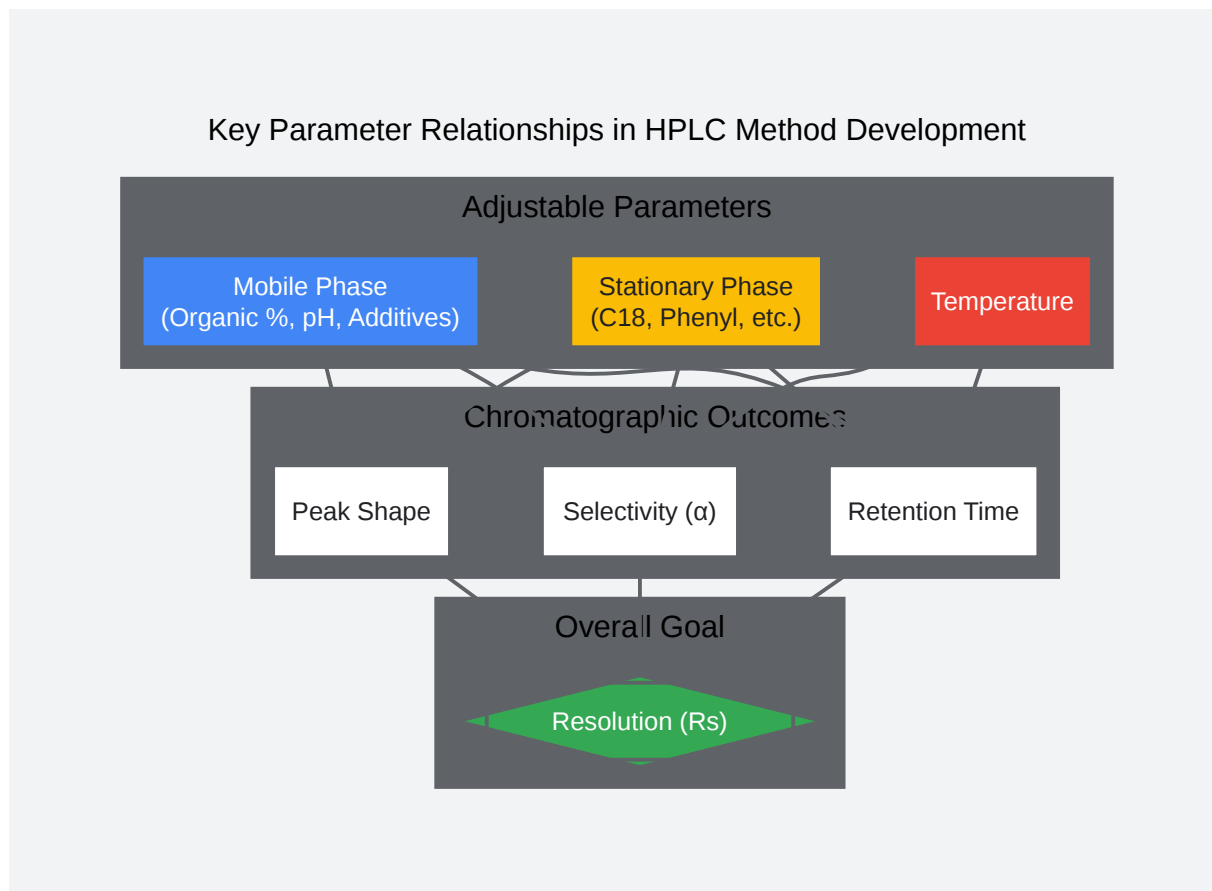 Key Parameter Relationships in HPLC Method Development
Adjustable Parameters
Mobile Phase
(Organic %, pH, Additives)
Stationary Phase
(C18, Phenyl, etc.)
Temperature
Chromatographic Outcomes
Peak Shape
Selectivity (α)
Retention Time
Overall Goal
Resolution (Rs)